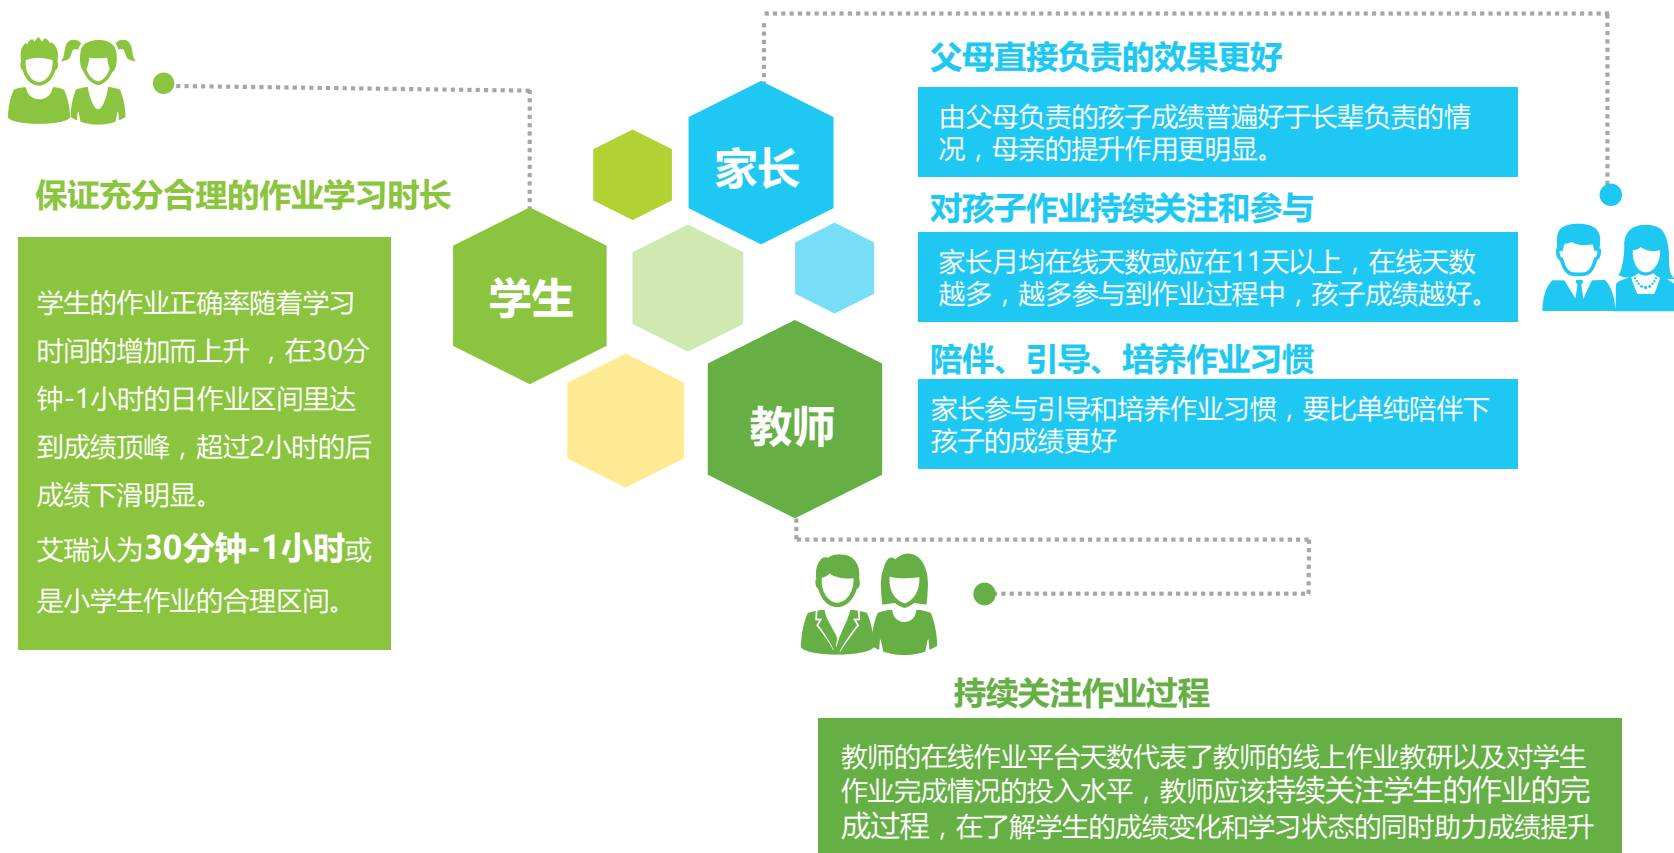 保证充分合理的作业学习时长
学生的作业正确率随着学习
时间的增加而上升 ，在30分
钟-1小时的日作业区间里达
到成绩顶峰，超过2小时的后
成绩下滑明显。
艾瑞认为30分钟-1小时或
是小学生作业的合理区间。
学生
家长
教师
父母直接负责的效果更好
由父母负责的孩子成绩普遍好于长辈负责的情
况，母亲的提升作用更明显。
对孩子作业持续关注和参与
家长月均在线天数或应在11天以上，在线天数
越多，越多参与到作业过程中，孩子成绩越好。
陪伴、引导、培养作业习惯
家长参与引导和培养作业习惯，要比单纯陪伴下
孩子的成绩更好
持续关注作业过程
教师的在线作业平台天数代表了教师的线上作业教研以及对学生
作业完成情况的投入水平，教师应该持续关注学生的作业的完
成过程，在了解学生的成绩变化和学习状态的同时助力成绩提升